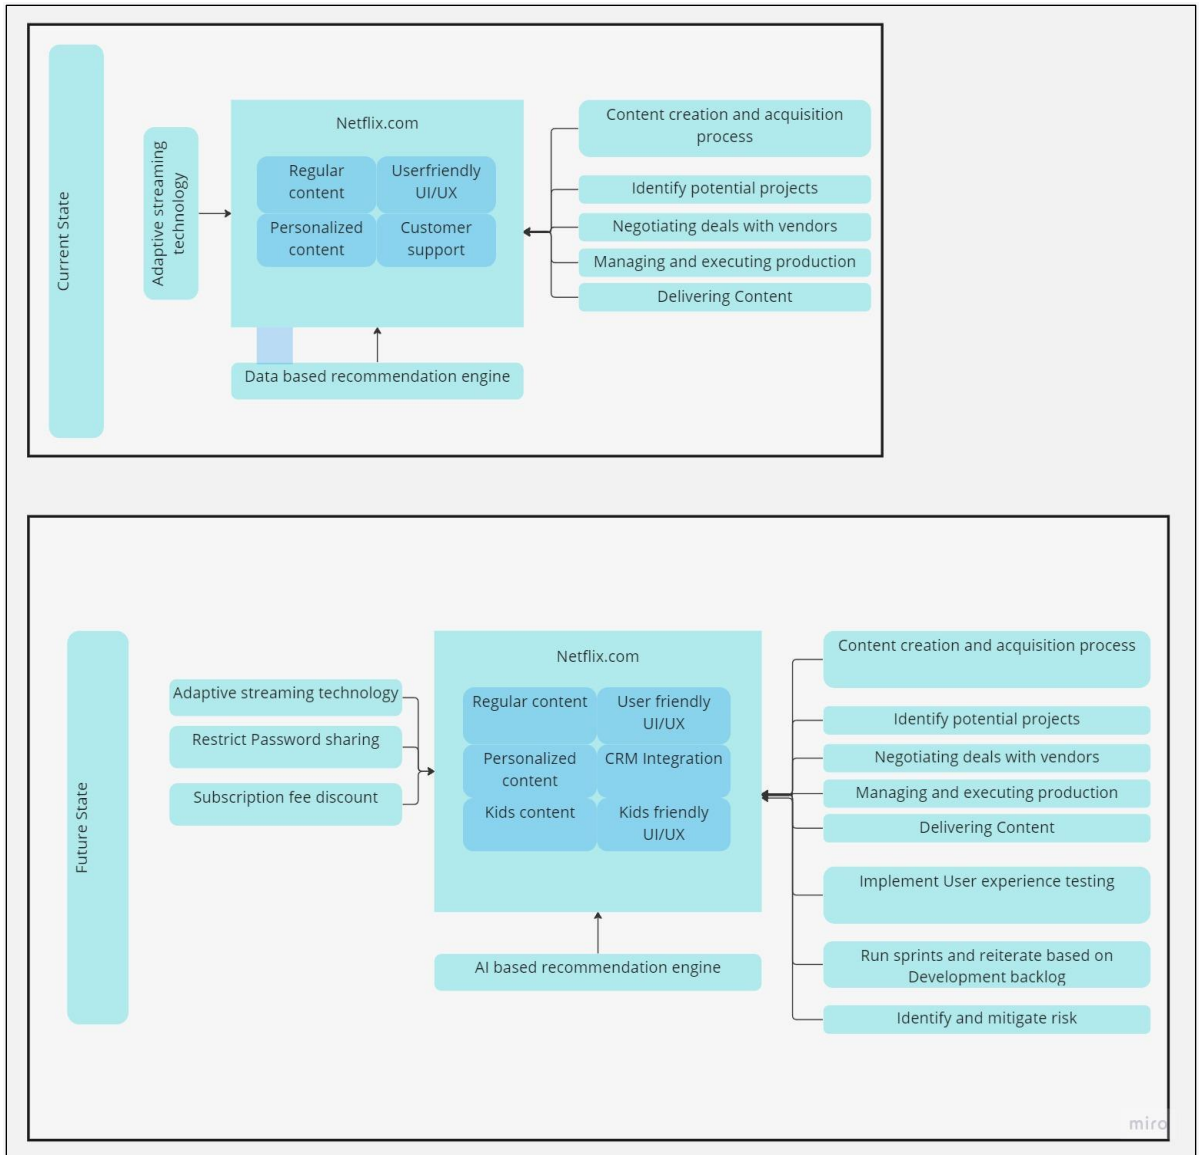 Current State
Adaptive streaming
technology
Netflix.com
Regular
content
Userfriendly
UI/UX
Personalized
content
Customer
support
Data based recommendation engine
Content creation and acquisition
process
Identify potential projects
Negotiating deals with vendors
Managing and executing production
Delivering Content
Future State
Adaptive streaming technology
Restrict Password sharing
Subscription fee discount
Netflix.com
Regular content
User friendly
UI/UX
Personalized
content
CRM Integration
Kids content
Kids friendly
UI/UX
AI based recommendation engine
Content creation and acquisition process
Identify potential projects
Negotiating deals with vendors
Managing and executing production
Delivering Content
Implement User experience testing
Run sprints and reiterate based on
Development backlog
Identify and mitigate risk
miro